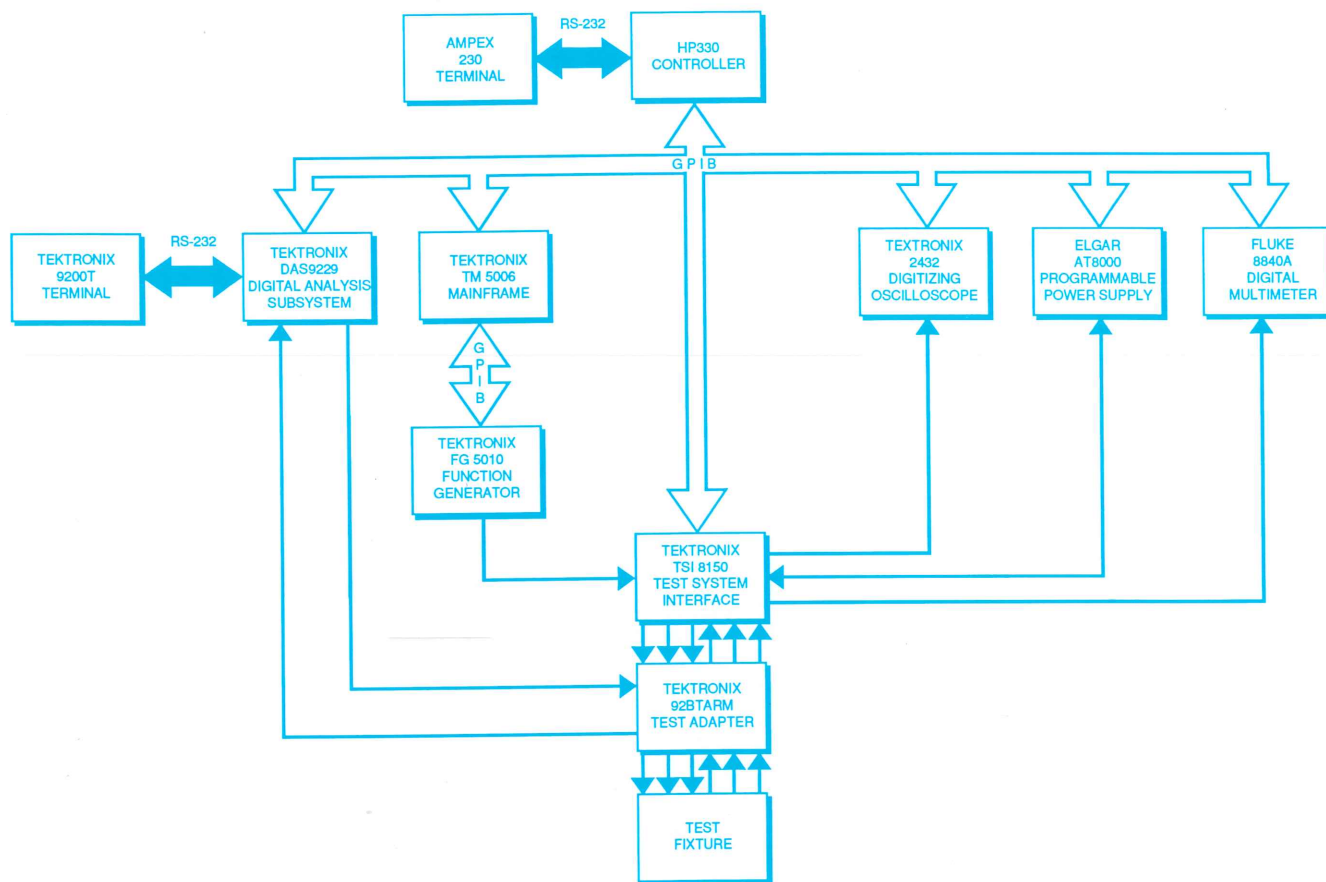 AMPEX
230
TERMINAL
RS-232
HP330
CONTROLLER
G P I B
TEKTRONIX
9200T
TERMINAL
RS-232
TEKTRONIX
DAS9229
DIGITAL ANALYSIS
SUBSYSTEM
TEKTRONIX
TM 5006
MAINFRAME
TEXTRONIX
2432
DIGITIZING
OSCILLOSCOPE
ELGAR
AT8000
PROGRAMMABLE
POWER SUPPLY
FLUKE
8840A
DIGITAL
MULTIMETER
G
P
I
B
TEKTRONIX
FG 5010
FUNCTION
GENERATOR
TEKTRONIX
TSI 8150
TEST SYSTEM
INTERFACE
TEKTRONIX
92BTARM
TEST ADAPTER
TEST
FIXTURE